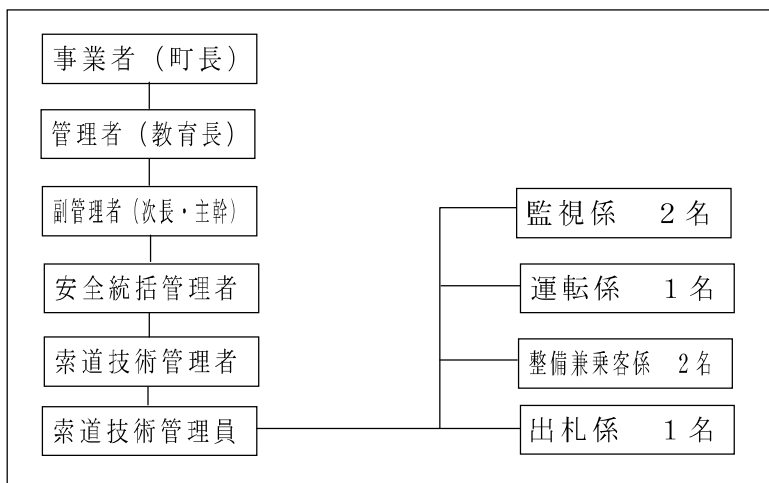 事業者（町長）
管理者（教育長）
副管理者（次長・主幹）
安全統括管理者
索道技術管理者
索道技術管理員
監視係　２名
運転係　１名
整備兼乗客係　２名
出札係　１名